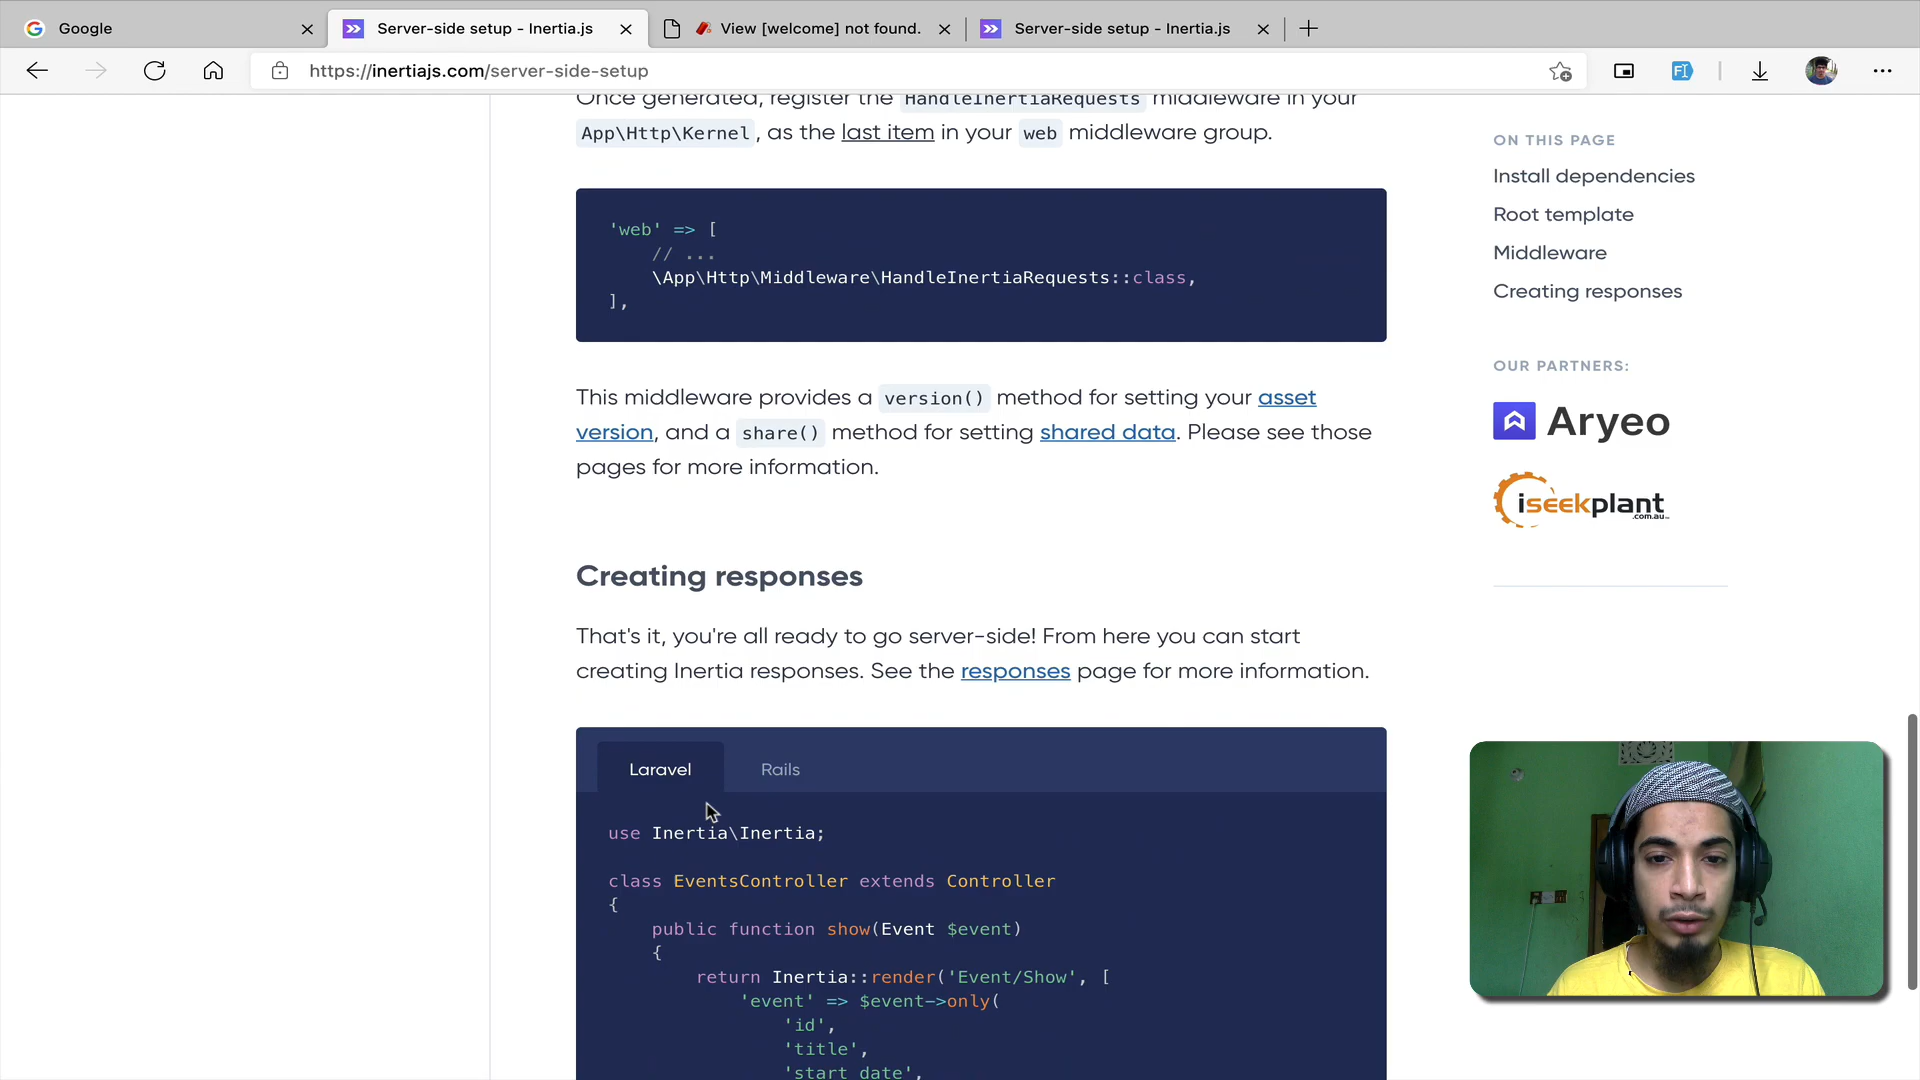 Google
Server-side setup - Inertia.js
View [welcome] not found.
Server-side setup - Inertia.js
https://inertiajs.com/server-side-setup
Once generated, register the HandleInertiaRequests middleware in your
App\Http\Kernel, as the last item in your web middleware group.
'web' => [
// ...
\App\Http\Middleware\HandleInertiaRequests::class,
],
This middleware provides a version() method for setting your asset
version, and a share() method for setting shared data. Please see those
pages for more information.
Creating responses
That's it, you're all ready to go server-side! From here you can start
creating Inertia responses. See the responses page for more information.
Laravel
Rails
use Inertia\Inertia;
class EventsController extends Controller
{
public function show(Event $event)
{
return Inertia::render('Event/Show', [
'event' => $event->only(
'id',
'title',
'start_date',
ON THIS PAGE
Install dependencies
Root template
Middleware
Creating responses
OUR PARTNERS:
Aryeo
iseekplant
.com.au